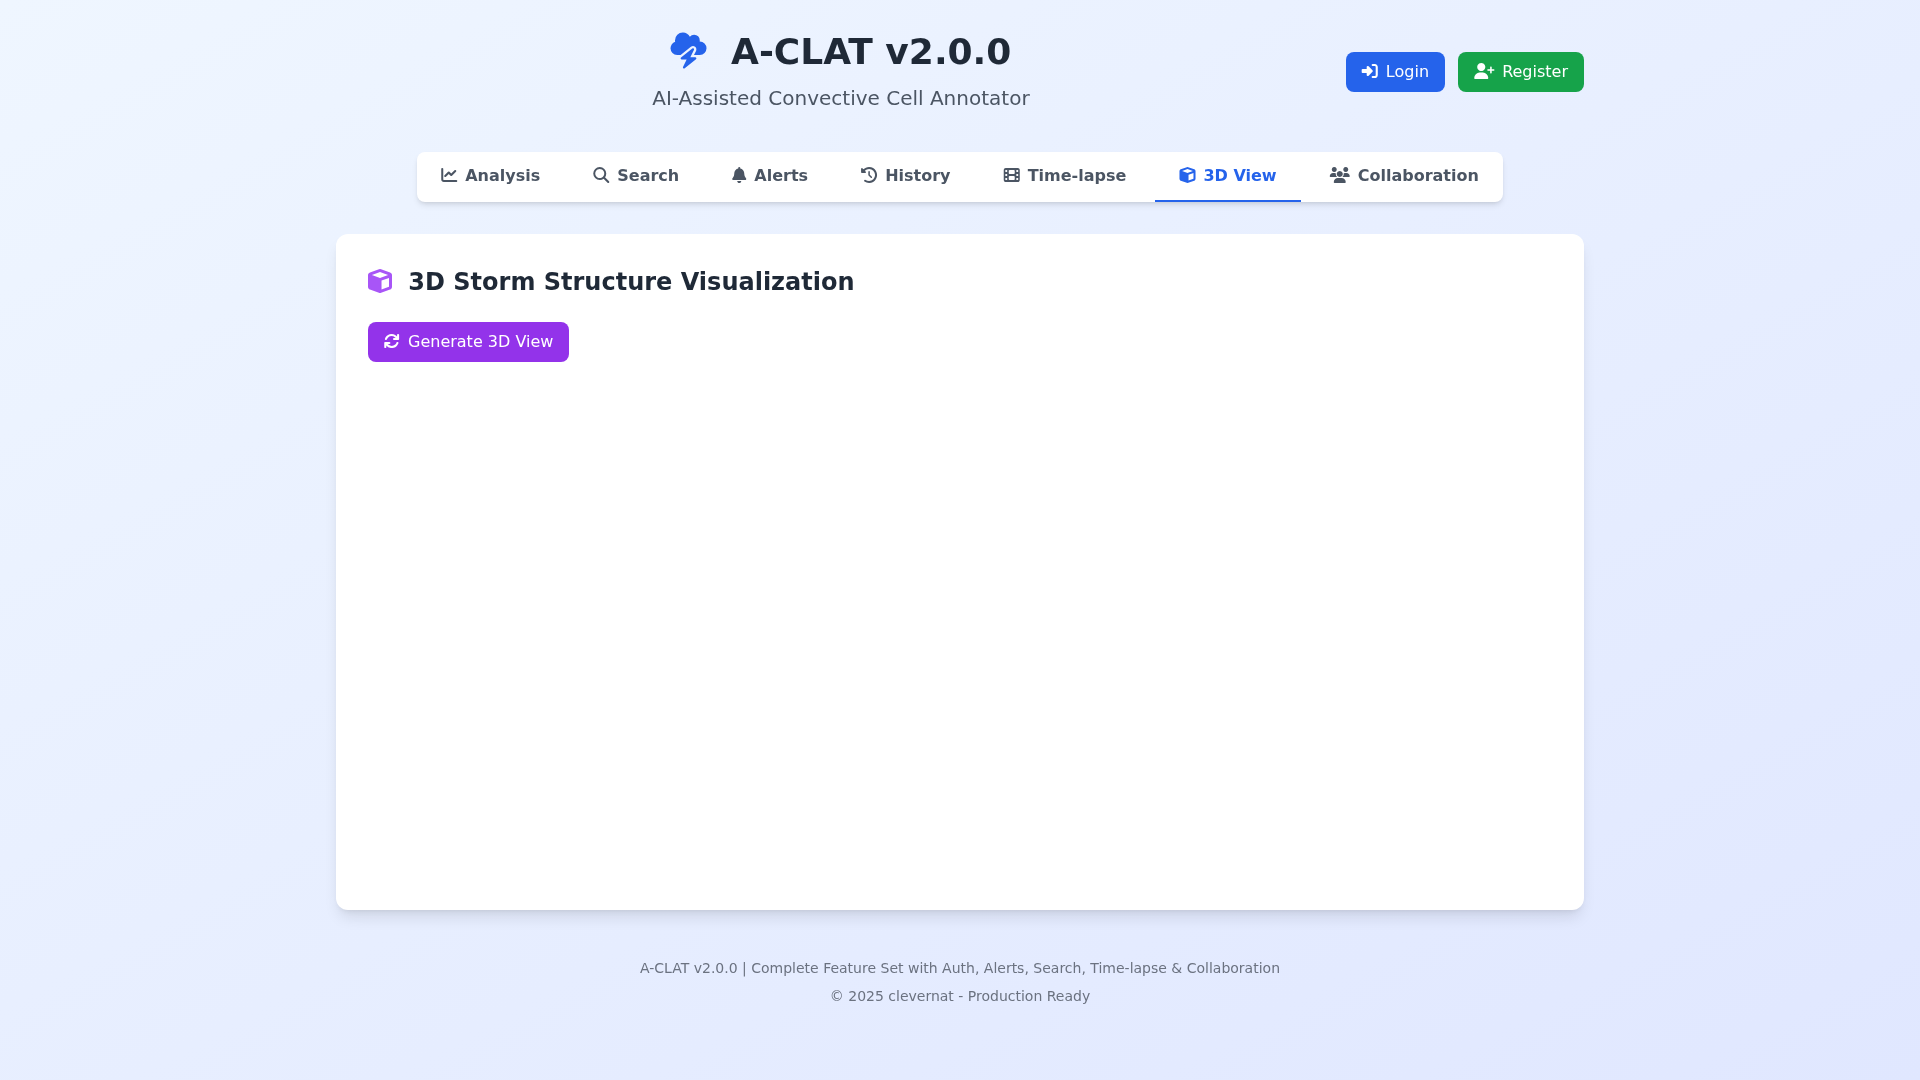 A-CLAT v2.0.0
AI-Assisted Convective Cell Annotator
Login
Register
Analysis
Search
Alerts
History
Time-lapse
3D View
Collaboration
3D Storm Structure Visualization
Generate 3D View
A-CLAT v2.0.0 | Complete Feature Set with Auth, Alerts, Search, Time-lapse & Collaboration
© 2025 clevernat - Production Ready